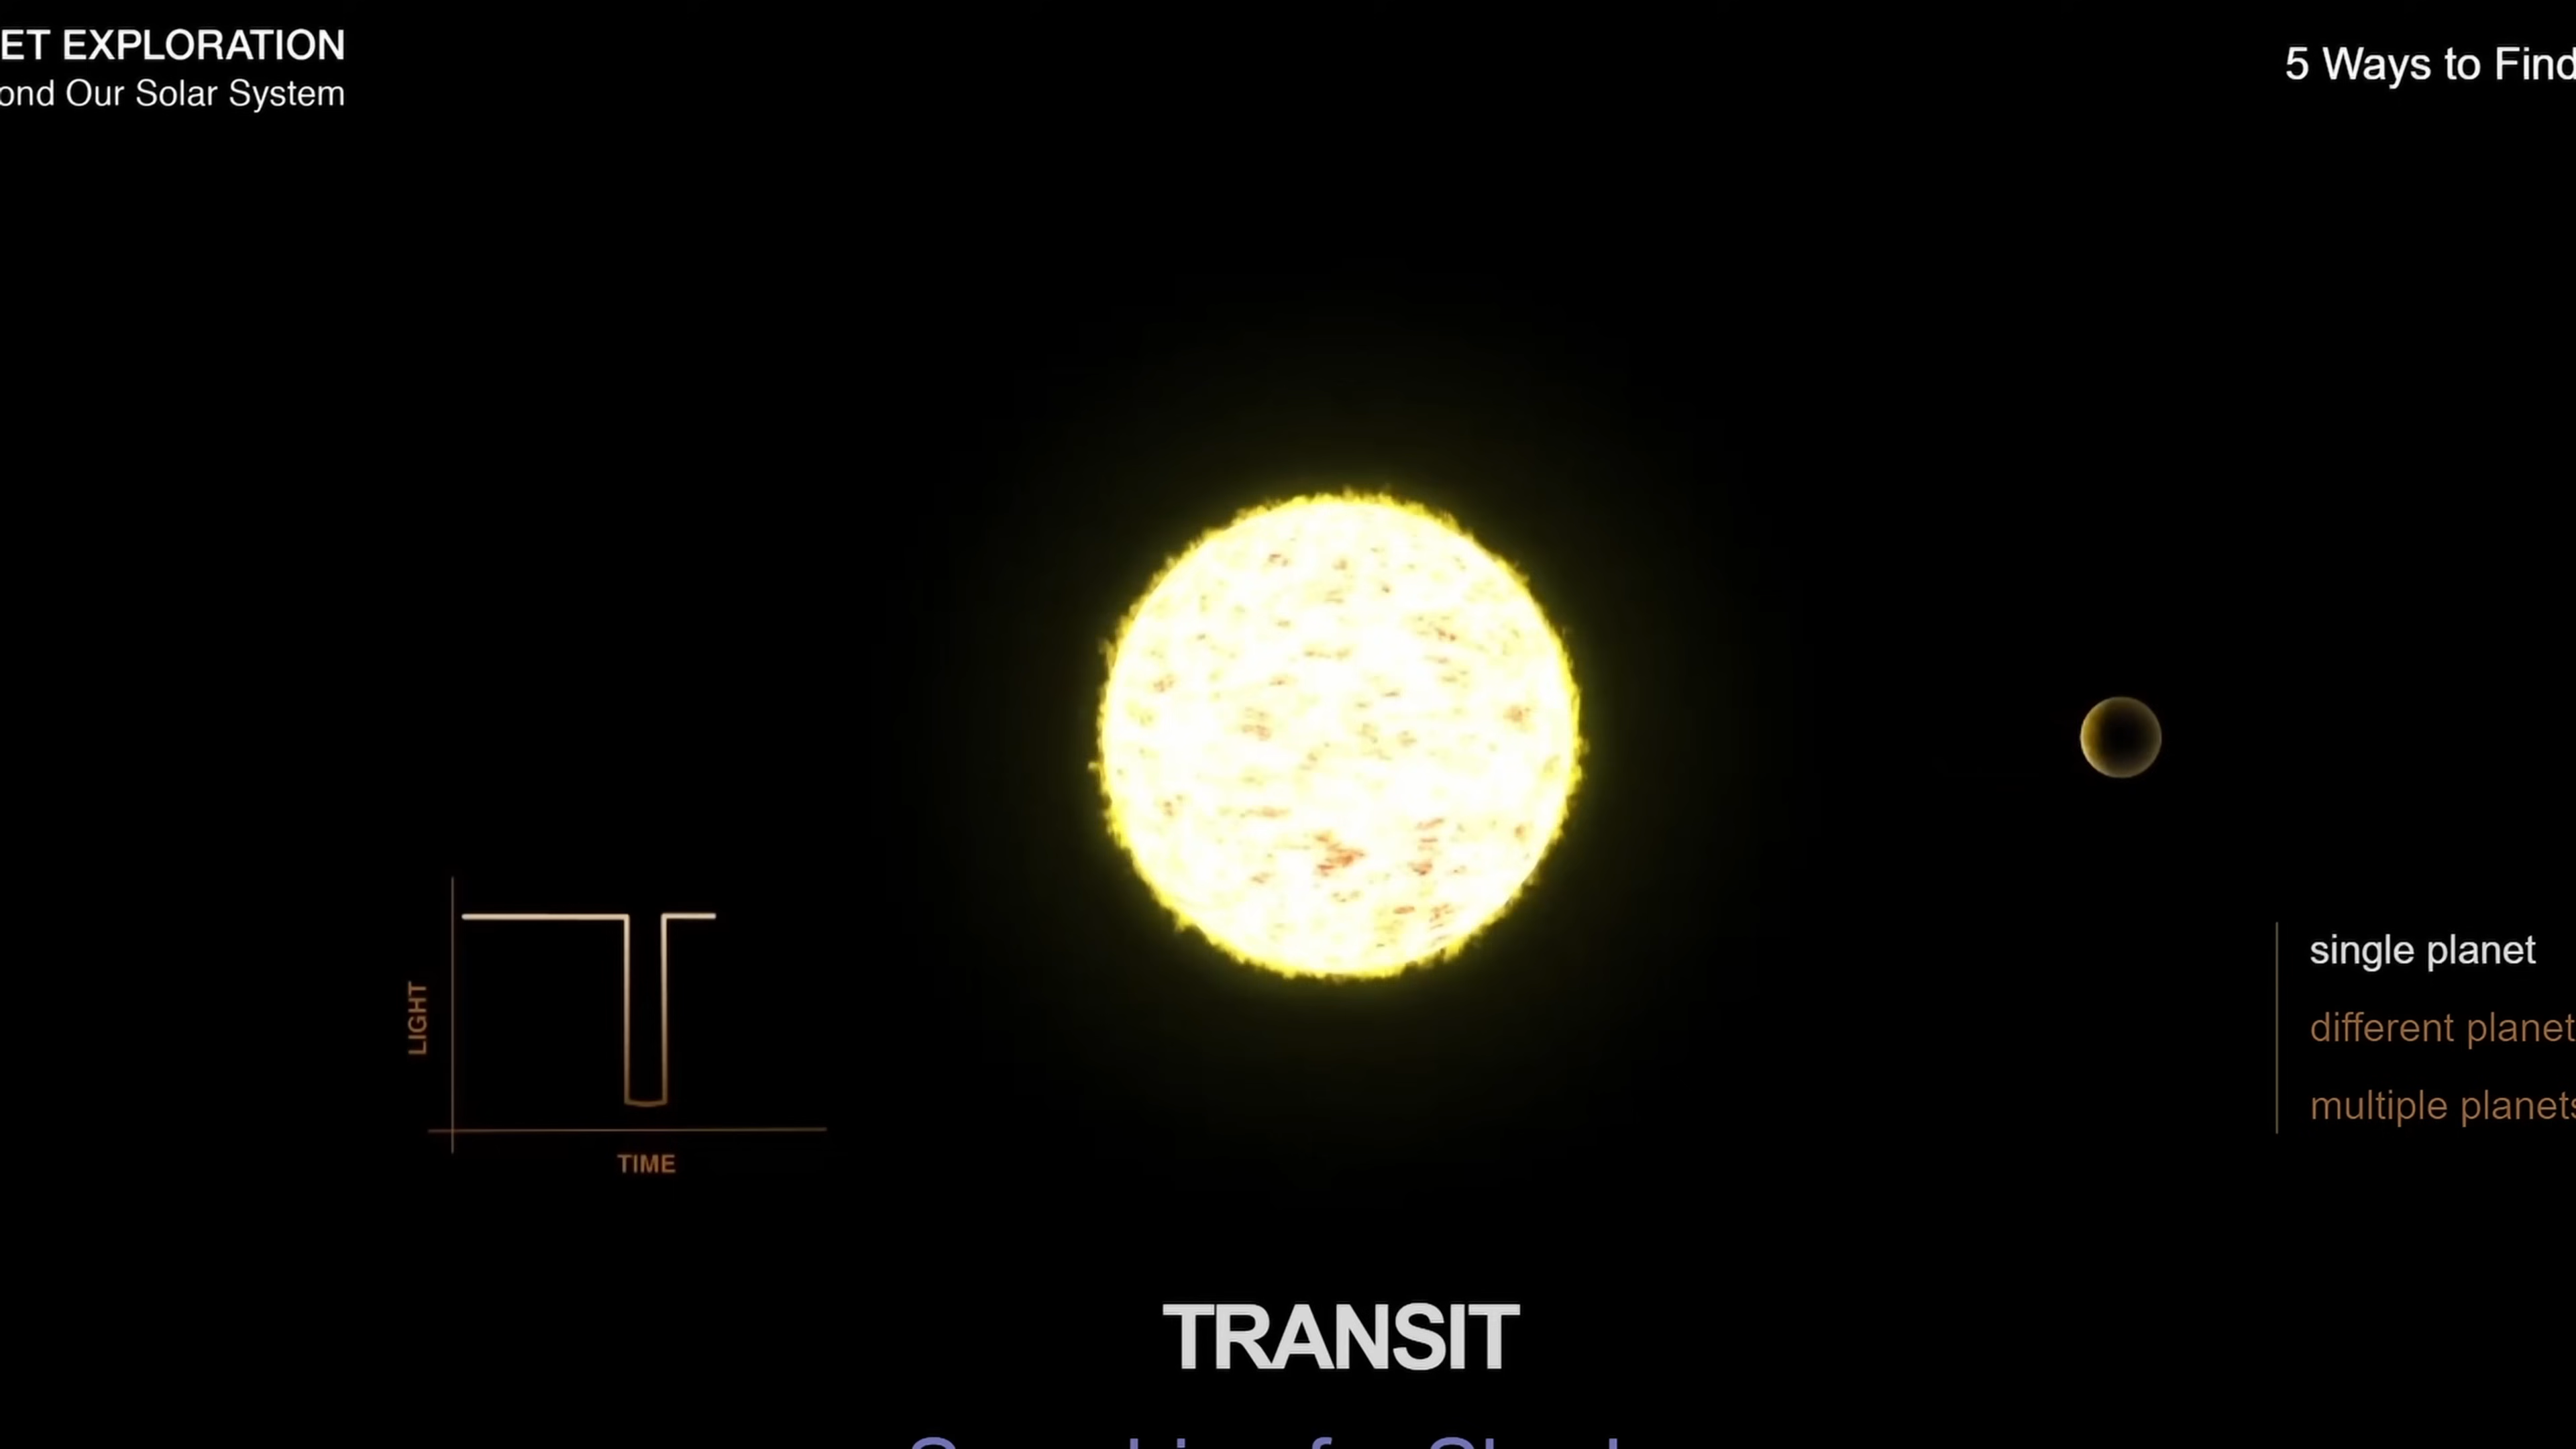 ET EXPLORATION
ond Our Solar System
5 Ways to Find
LIGHT
TIME
single planet
different planet
multiple planets
TRANSIT